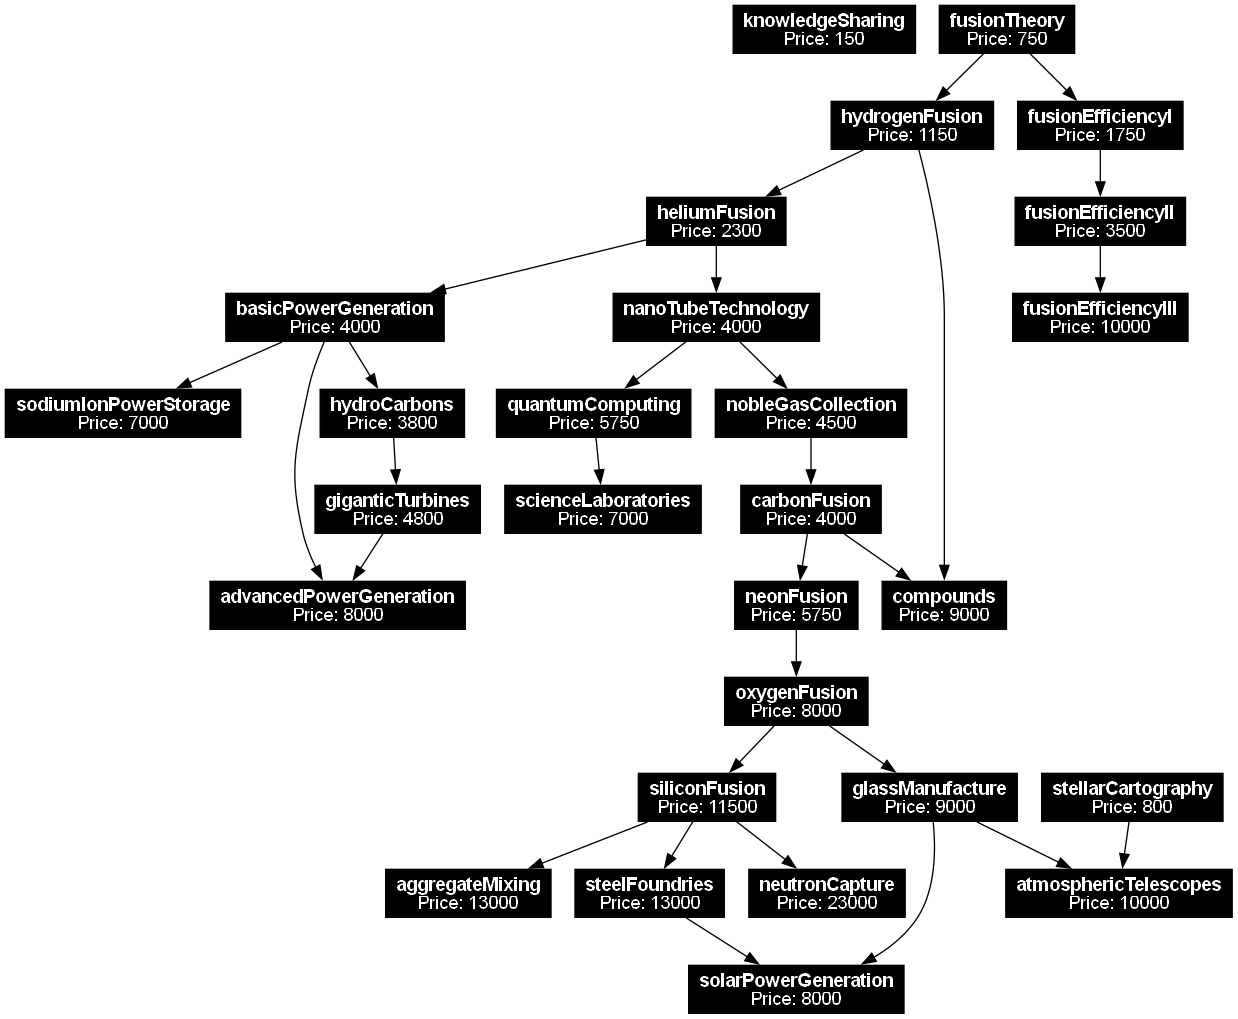 knowledgeSharing
Price: 150
fusionTheory
Price: 750
hydrogenFusion
Price: 1150
fusionEfficiencyI
Price: 1750
heliumFusion
Price: 2300
fusionEfficiencyII
Price: 3500
basicPowerGeneration
Price: 4000
nanoTubeTechnology
Price: 4000
fusionEfficiencyIII
Price: 10000
sodiumIonPowerStorage
Price: 7000
hydroCarbons
Price: 3800
quantumComputing
Price: 5750
nobleGasCollection
Price: 4500
giganticTurbines
Price: 4800
scienceLaboratories
Price: 7000
carbonFusion
Price: 4000
advancedPowerGeneration
Price: 8000
neonFusion
Price: 5750
compounds
Price: 9000
oxygenFusion
Price: 8000
siliconFusion
Price: 11500
glassManufacture
Price: 9000
stellarCartography
Price: 800
aggregateMixing
Price: 13000
steelFoundries
Price: 13000
neutronCapture
Price: 23000
atmosphericTelescopes
Price: 10000
solarPowerGeneration
Price: 8000